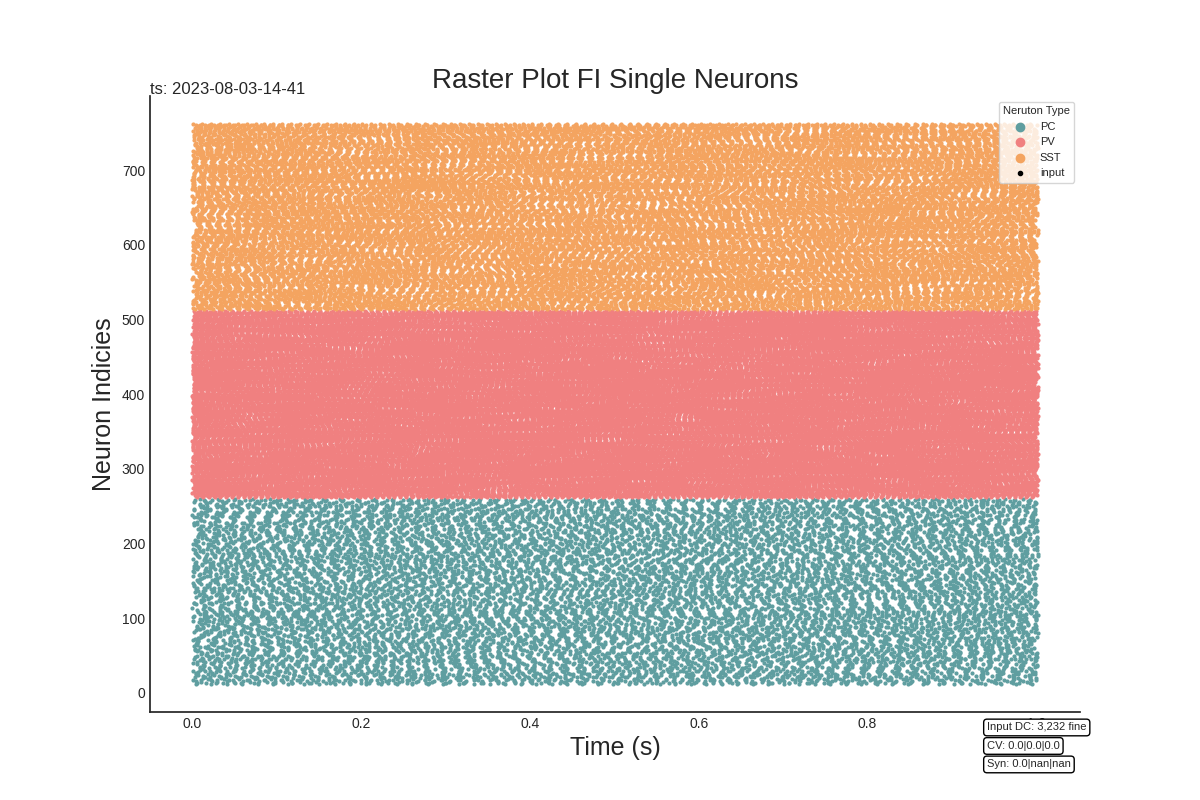 Raster Plot FI Single Neurons
ts: 2023-08-03-14-41
Neruton Type
PC
PV
SST
input
Neuron Indicies
700
600
500
400
300
200
100
0
0.0
0.2
0.4
0.6
0.8
Time (s)
Input DC: 3,232 fine
CV: 0.0|0.0|0.0
Syn: 0.0|nan|nan